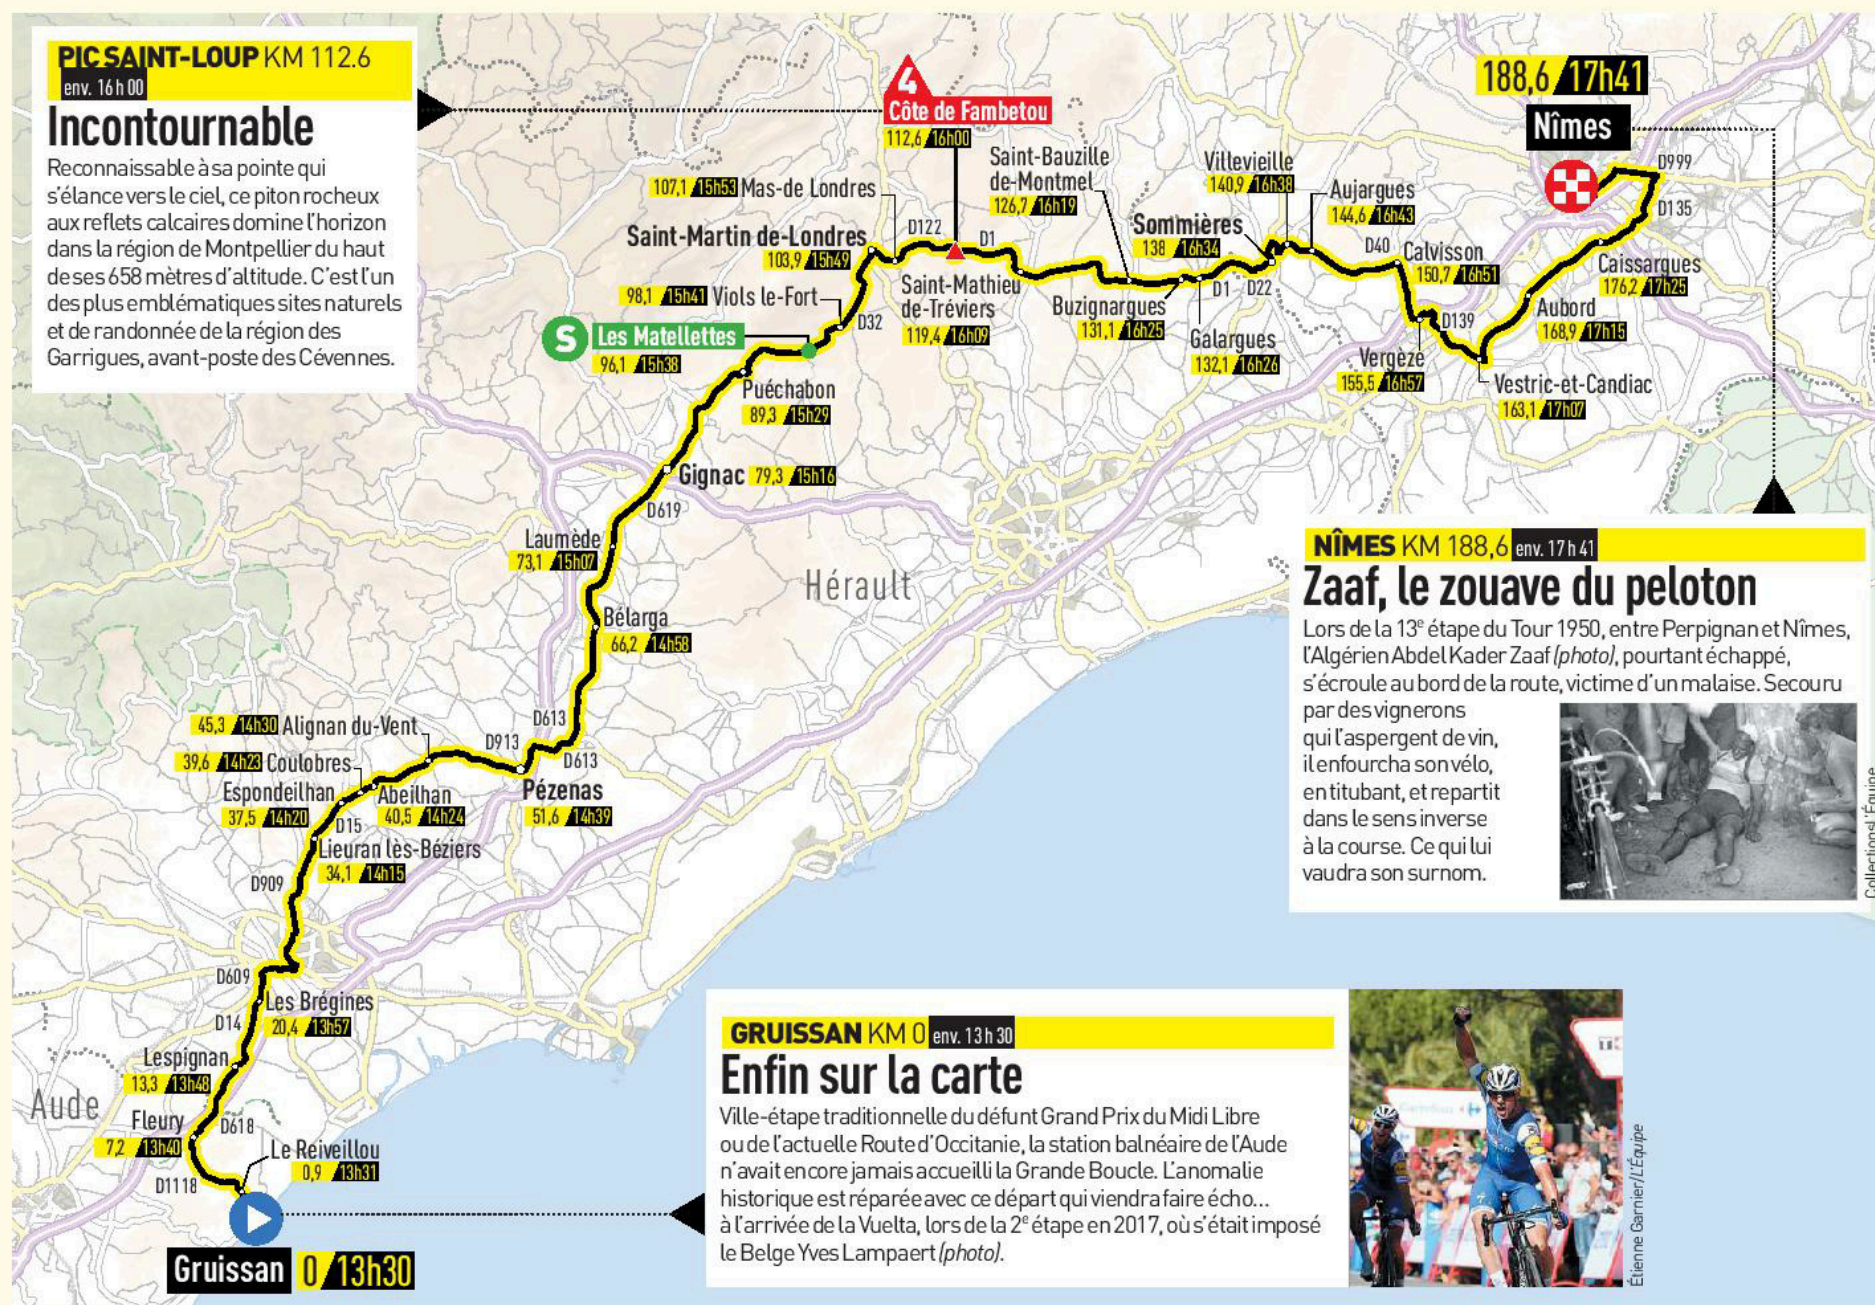 PIC SAINT-LOUP KM 112.6
env. 16 h 00
Incontournable
Reconnaissable à sa pointe qui
s'élance vers le ciel, ce piton rocheux
aux reflets calcaires domine l'horizon
dans la région de Montpellier du haut
de ses 658 mètres d'altitude. C'est l'un
des plus emblématiques sites naturels
et de randonnée de la région des
Garrigues, avant-poste des Cévennes.
4
Côte de Fambetou
112,6 16h00
188,6 17h41
Nîmes
D999
D135
Saint-Bauzille
de-Montmel
126,7 16h19
Villevieille
140,9 16h38
Aujargues
144,6 16h43
107,1 15h53 Mas-de Londres
D122
D1
Sommières
138 16h34
D40
Calvisson
150,7 16h51
Caissargues
176,2 17h25
Saint-Martin de-Londres
103,9 15h49
Saint-Mathieu
de-Tréviers
119,4 16h09
98,1 15h41 Viols le-Fort
D32
Buzignargues
131,1 16h25
D1
D22
Galargues
132,1 16h26
D139
Aubord
168,9 17h15
S
Les Matellettes
96,1 15h38
Vergèze
155,5 16h57
Vestric-et-Candiac
163,1 17h07
Puéchabon
89,3 15h29
Gignac 79,3 15h16
D619
Laumède
73,1 15h07
Hérault
Bélarga
66,2 14h58
NÎMES KM 188,6 env. 17 h 41
Zaaf, le zouave du peloton
Lors de la 13e étape du Tour 1950, entre Perpignan et Nîmes,
l'Algérien Abdel Kader Zaaf (photo), pourtant échappé,
s'écroule au bord de la route, victime d'un malaise. Secouru
par des vignerons
qui l'aspergent de vin,
il enfourcha son vélo,
en titubant, et repartit
dans le sens inverse
à la course. Ce qui lui
vaudra son surnom.
Collections L'Équipe
45,3 14h30 Alignan du-Vent
D913
D613
D613
39,6 14h23 Coulobres
Espondeilhan
37,5 14h20
Abeilhan
40,5 14h24
Pézenas
51,6 14h39
D15
Lieuran lès-Béziers
34,1 14h15
D909
D609
Les Brégines
20,4 13h57
D14
Lespignan
13,3 13h48
Aude
Fleury
7,2 13h40
D618
Le Reiveillou
0,9 13h31
D1118
Gruissan 0 13h30
GRUISSAN KM 0 env. 13 h 30
Enfin sur la carte
Ville-étape traditionnelle du défunt Grand Prix du Midi Libre
ou de l'actuelle Route d'Occitanie, la station balnéaire de l'Aude
n'avait encore jamais accueilli la Grande Boucle. L'anomalie
historique est réparée avec ce départ qui viendra faire écho...
à l'arrivée de la Vuelta, lors de la 2e étape en 2017, où s'était imposé
le Belge Yves Lampaert (photo).
Étienne Garnier/L'Équipe